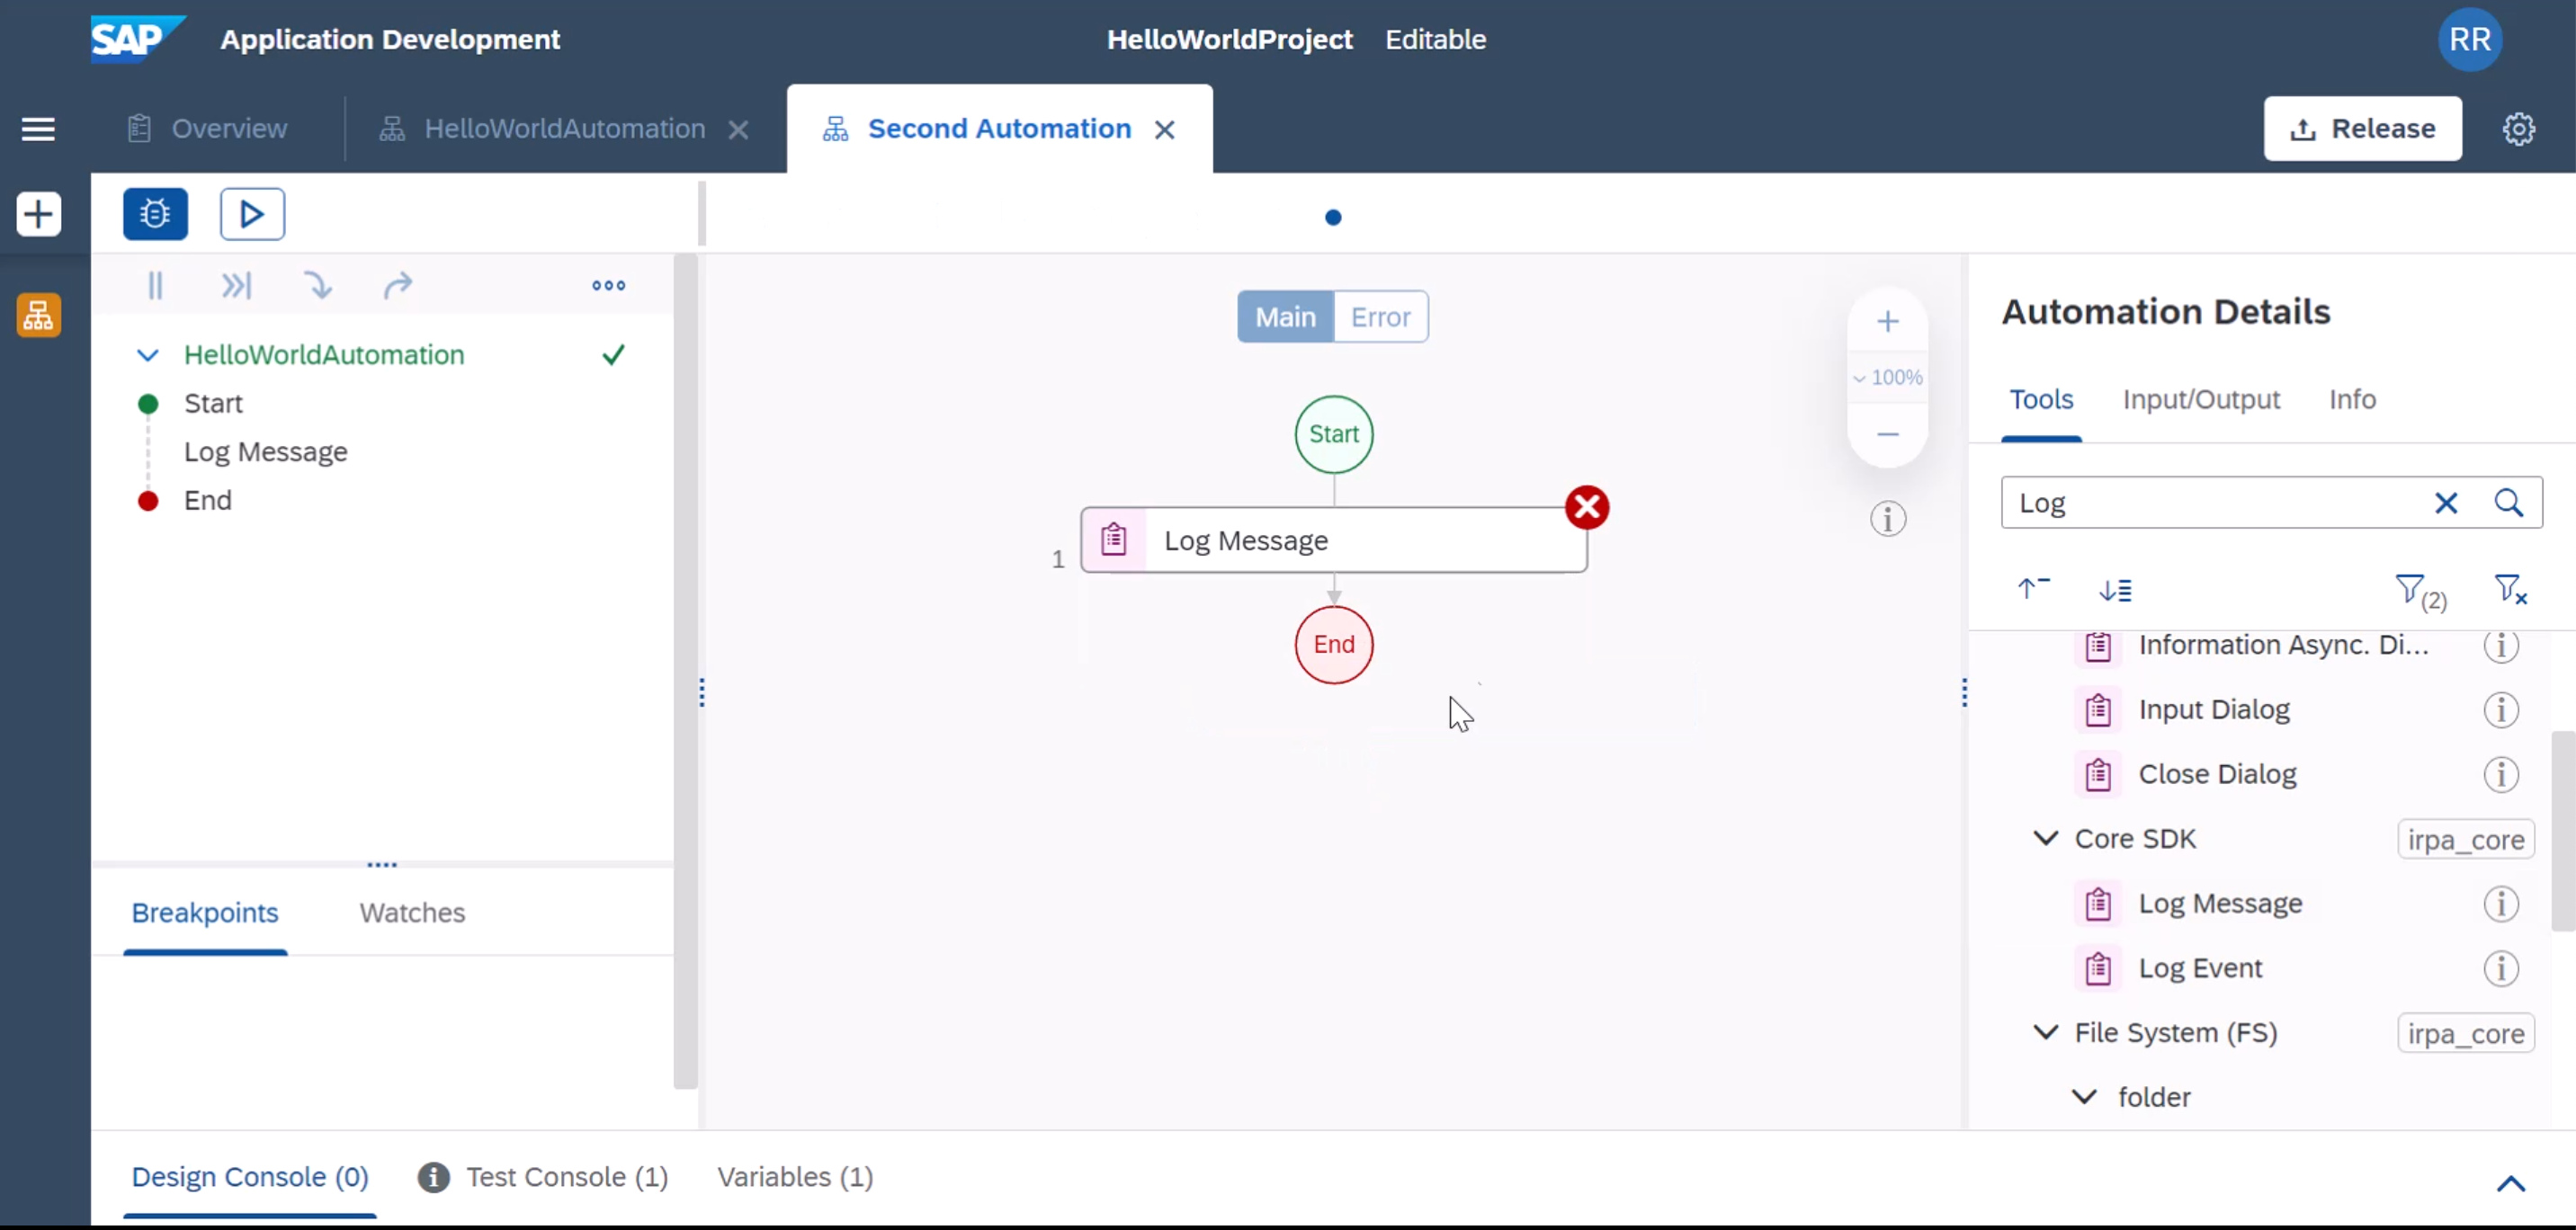 SAP Application Development HelloWorldProject Editable RR
Overview HelloWorldAutomation Second Automation Release
HelloWorldAutomation
Start
Log Message
End
Breakpoints Watches
Main Error
100%
Start
1 Log Message
End
Automation Details
Tools Input/Output Info
Log
(2)
Information Async. Di...
Input Dialog
Close Dialog
Core SDK irpa_core
Log Message
Log Event
File System (FS) irpa_core
folder
Design Console (0) Test Console (1) Variables (1)